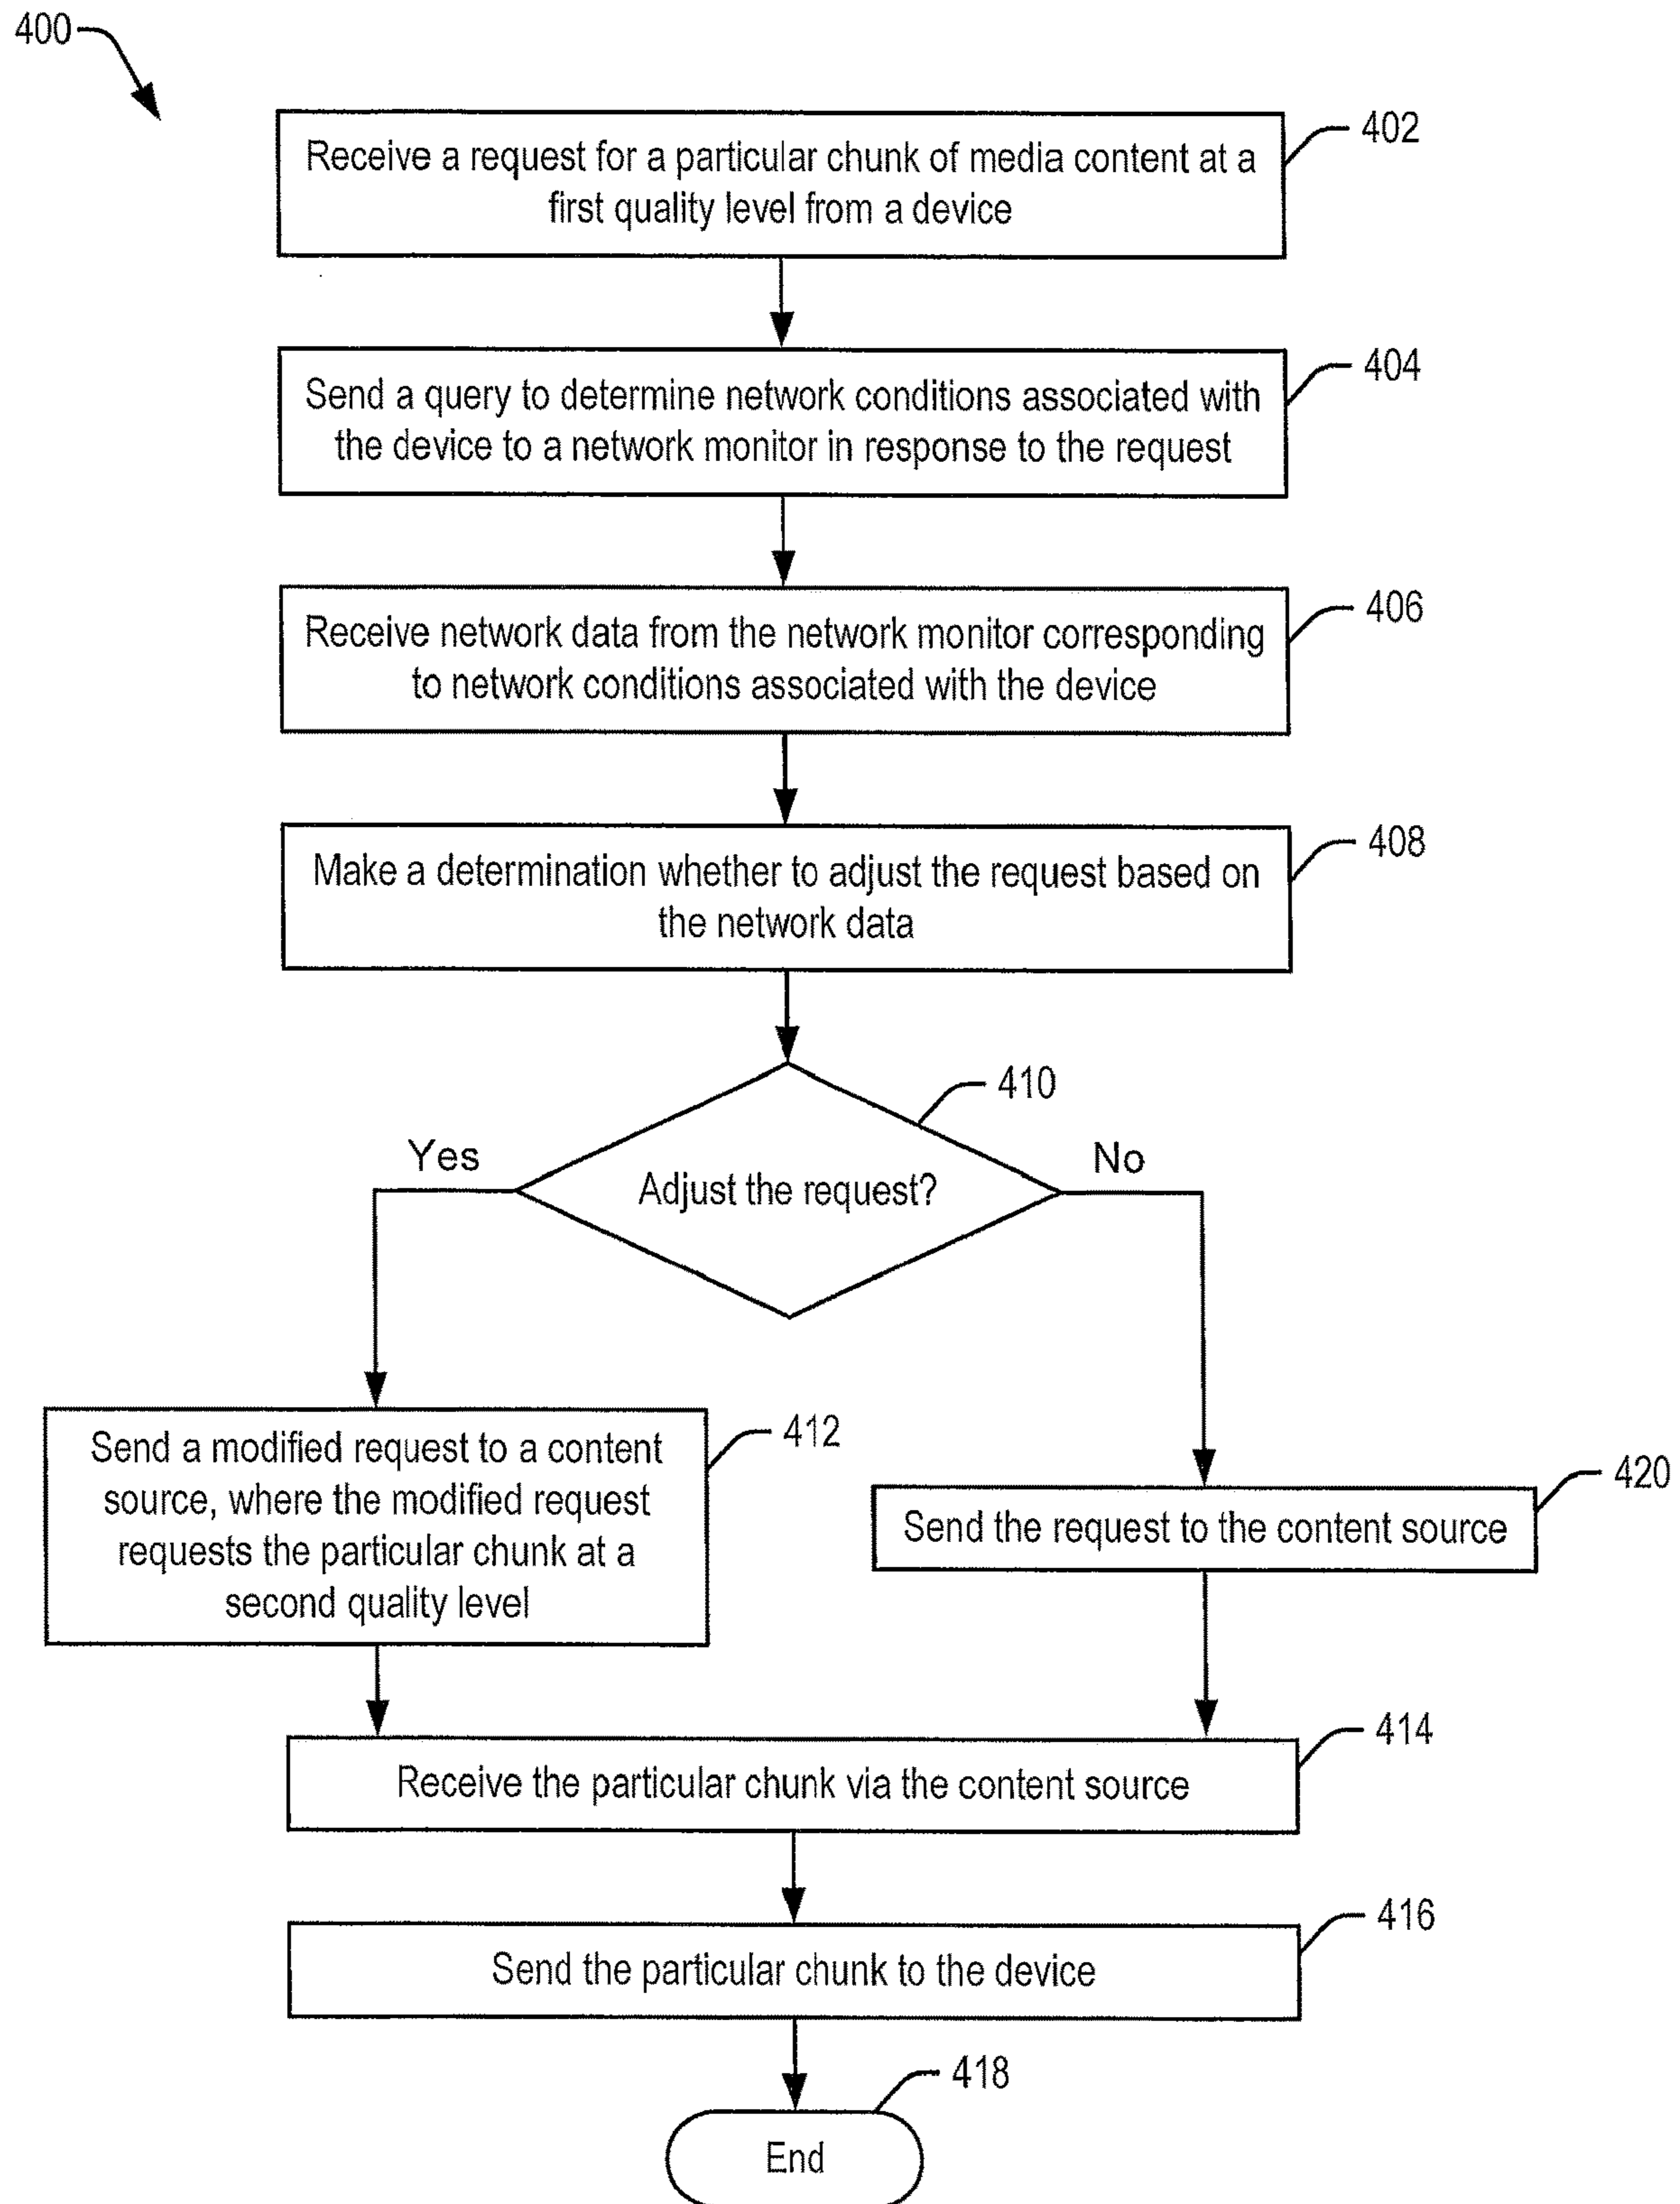 400
402
Receive a request for a particular chunk of media content at a
first quality level from a device
404
Send a query to determine network conditions associated with
the device to a network monitor in response to the request
406
Receive network data from the network monitor corresponding
to network conditions associated with the device
408
Make a determination whether to adjust the request based on
the network data
410
Yes
No
Adjust the request?
412
Send a modified request to a content
source, where the modified request
requests the particular chunk at a
second quality level
420
Send the request to the content source
414
Receive the particular chunk via the content source
416
Send the particular chunk to the device
418
End